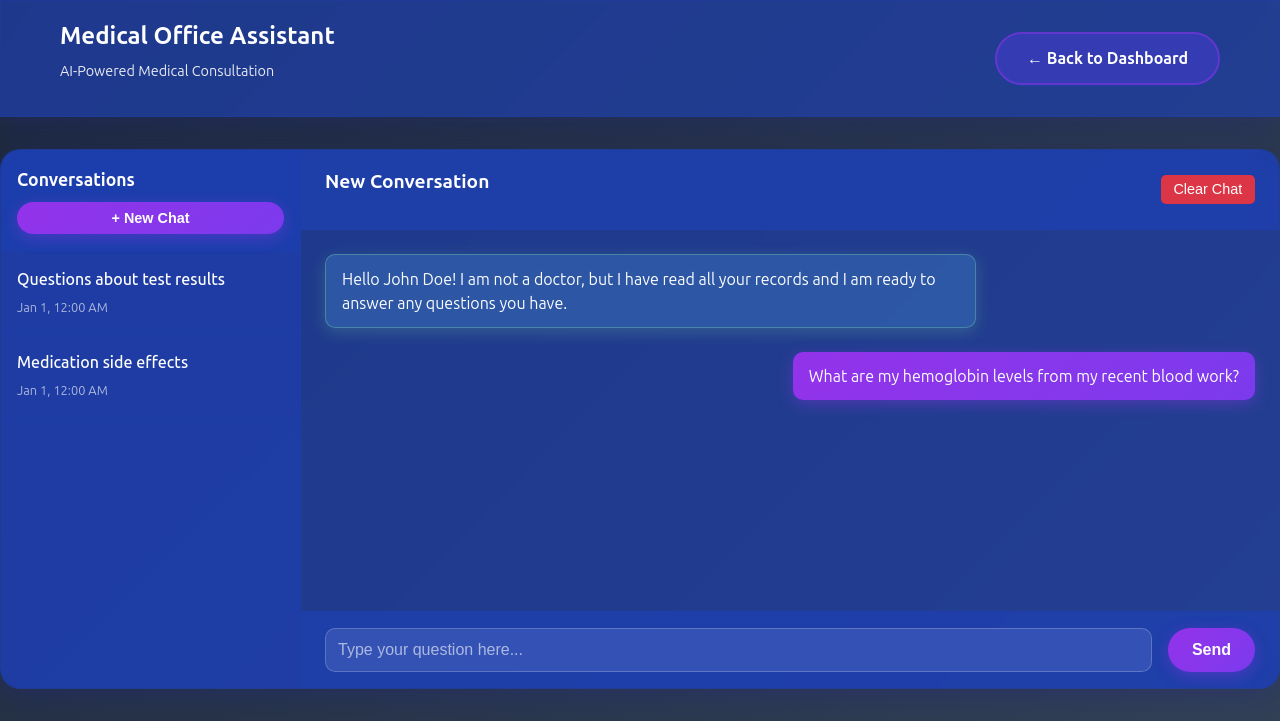 Medical Office Assistant
AI-Powered Medical Consultation
← Back to Dashboard
Conversations
+ New Chat
Questions about test results
Jan 1, 12:00 AM
Medication side effects
Jan 1, 12:00 AM
New Conversation
Clear Chat
Hello John Doe! I am not a doctor, but I have read all your records and I am ready to
answer any questions you have.
What are my hemoglobin levels from my recent blood work?
Type your question here...
Send